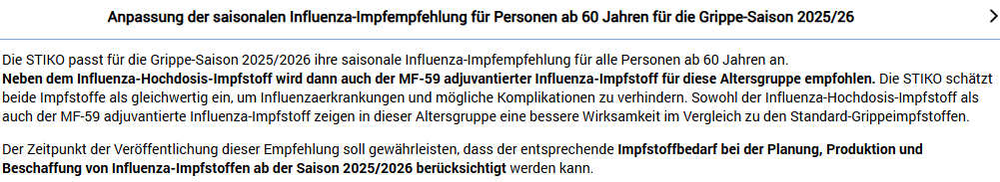 Anpassung der saisonalen Influenza-Impfempfehlung für Personen ab 60 Jahren für die Grippe-Saison 2025/26
Die STIKO passt für die Grippe-Saison 2025/2026 ihre saisonale Influenza-Impfempfehlung für alle Personen ab 60 Jahren an.
Neben dem Influenza-Hochdosis-Impfstoff wird dann auch der MF-59 adjuvantierter Influenza-Impfstoff für diese Altersgruppe empfohlen. Die STIKO schätzt
beide Impfstoffe als gleichwertig ein, um Influenzaerkrankungen und mögliche Komplikationen zu verhindern. Sowohl der Influenza-Hochdosis-Impfstoff als
auch der MF-59 adjuvantierte Influenza-Impfstoff zeigen in dieser Altersgruppe eine bessere Wirksamkeit im Vergleich zu den Standard-Grippeimpfstoffen.
Der Zeitpunkt der Veröffentlichung dieser Empfehlung soll gewährleisten, dass der entsprechende Impfstoffbedarf bei der Planung, Produktion und
Beschaffung von Influenza-Impfstoffen ab der Saison 2025/2026 berücksichtigt werden kann.